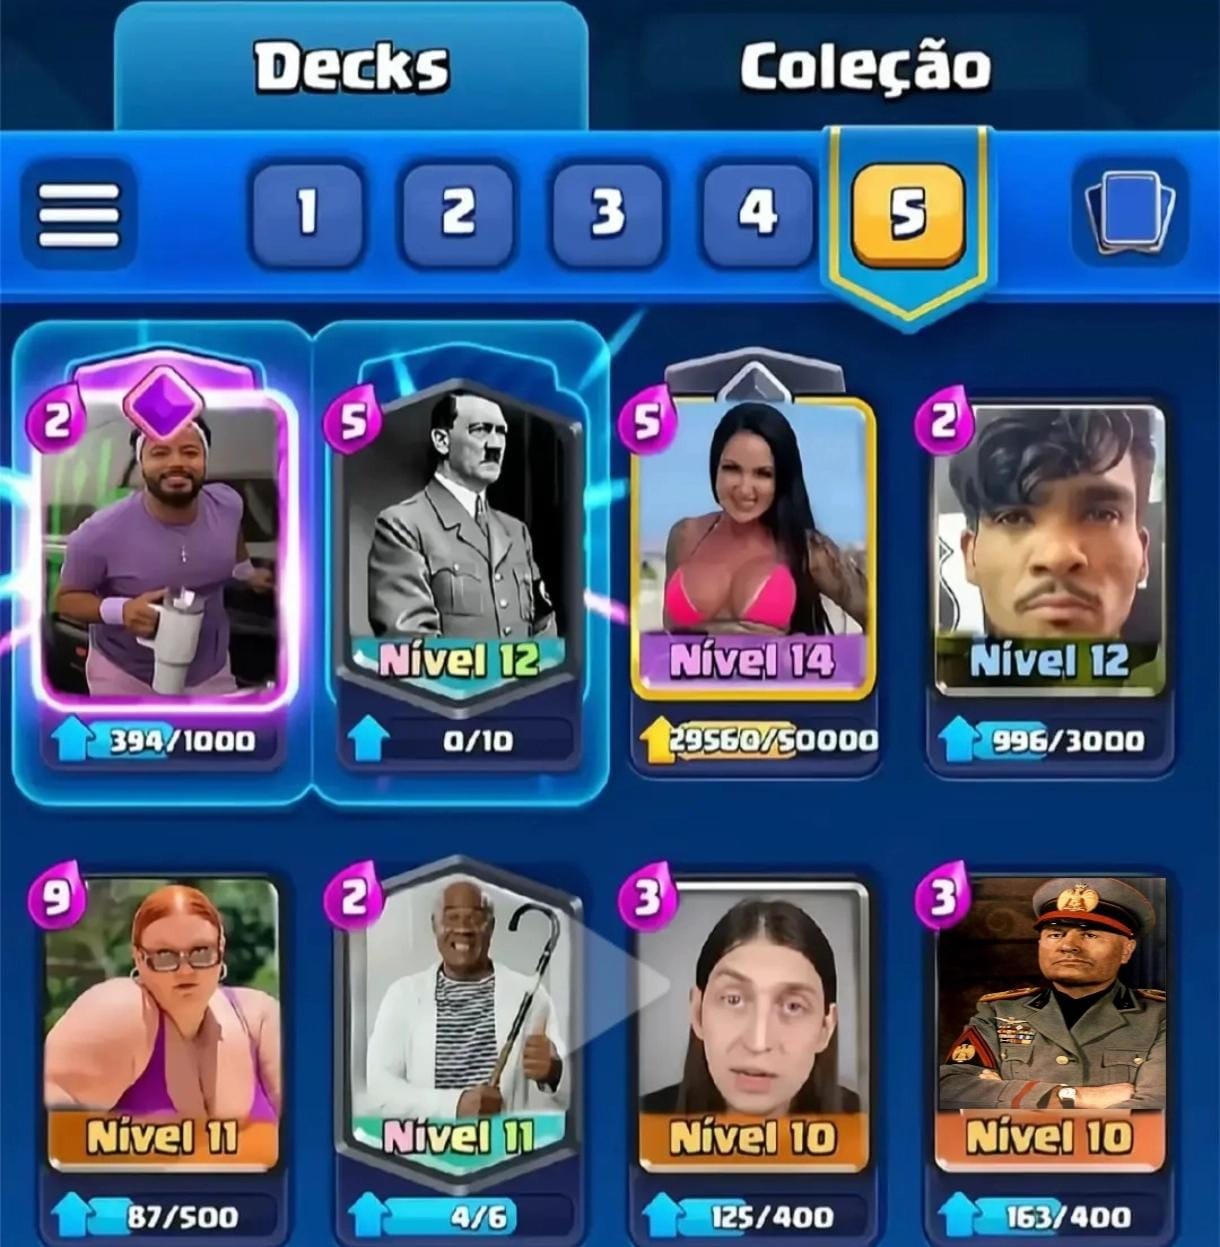 Decks
Coleção
1 2 3 4 5
2 5 5 2
Nível 12 Nível 14 Nível 12
394/1000 0/10 29560/50000 996/3000
9 2 3 3
Nível 11 Nível 11 Nível 10 Nível 10
87/500 4/6 125/400 163/400